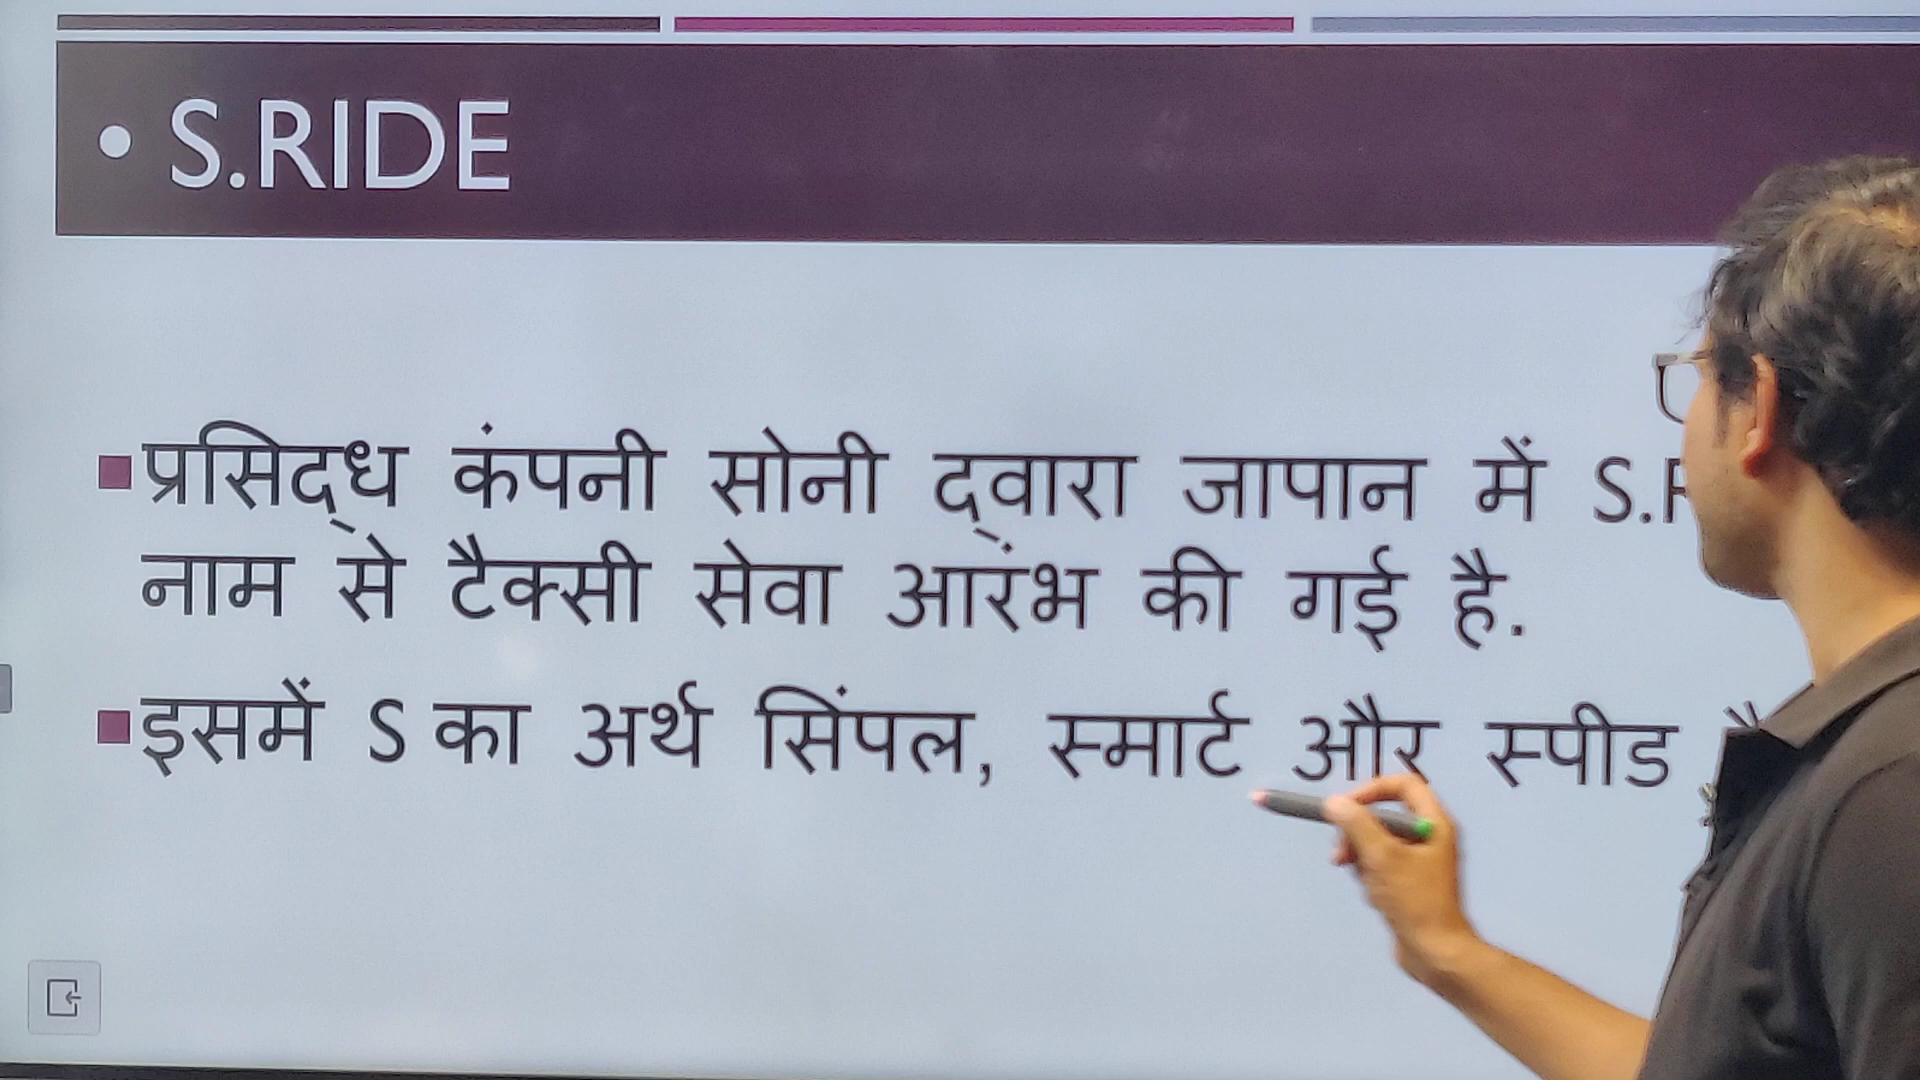 • S.RIDE
प्रसिद्ध कंपनी सोनी द्वारा जापान में
नाम से टैक्सी सेवा आरंभ की गई है.
इसमें S का अर्थ सिंपल, स्मार्ट और स्पीड